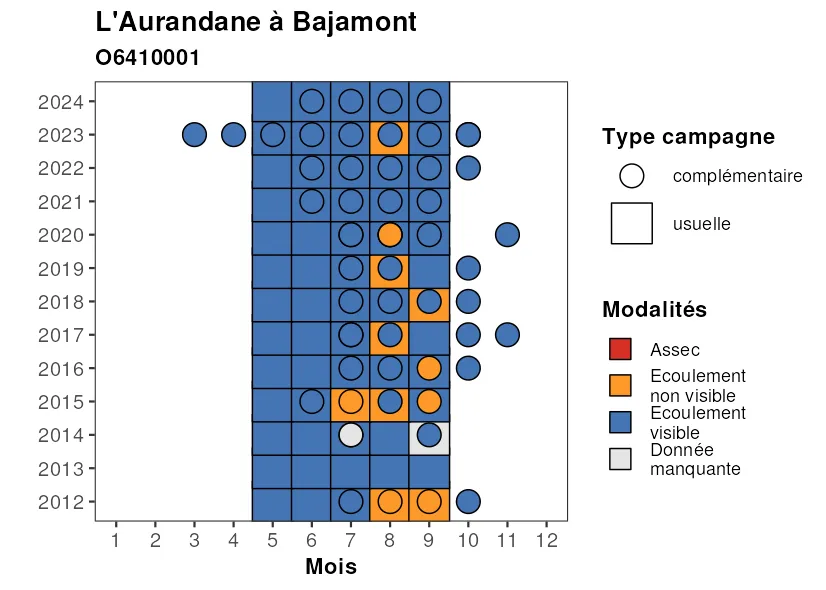 L'Aurandane à Bajamont
O6410001
2024
2023
2022
2021
2020
2019
2018
2017
2016
2015
2014
2013
2012
1 2 3 4 5 6 7 8 9 10 11 12
Mois
Type campagne
complémentaire
usuelle
Modalités
Assec
Ecoulement
non visible
Ecoulement
visible
Donnée
manquante